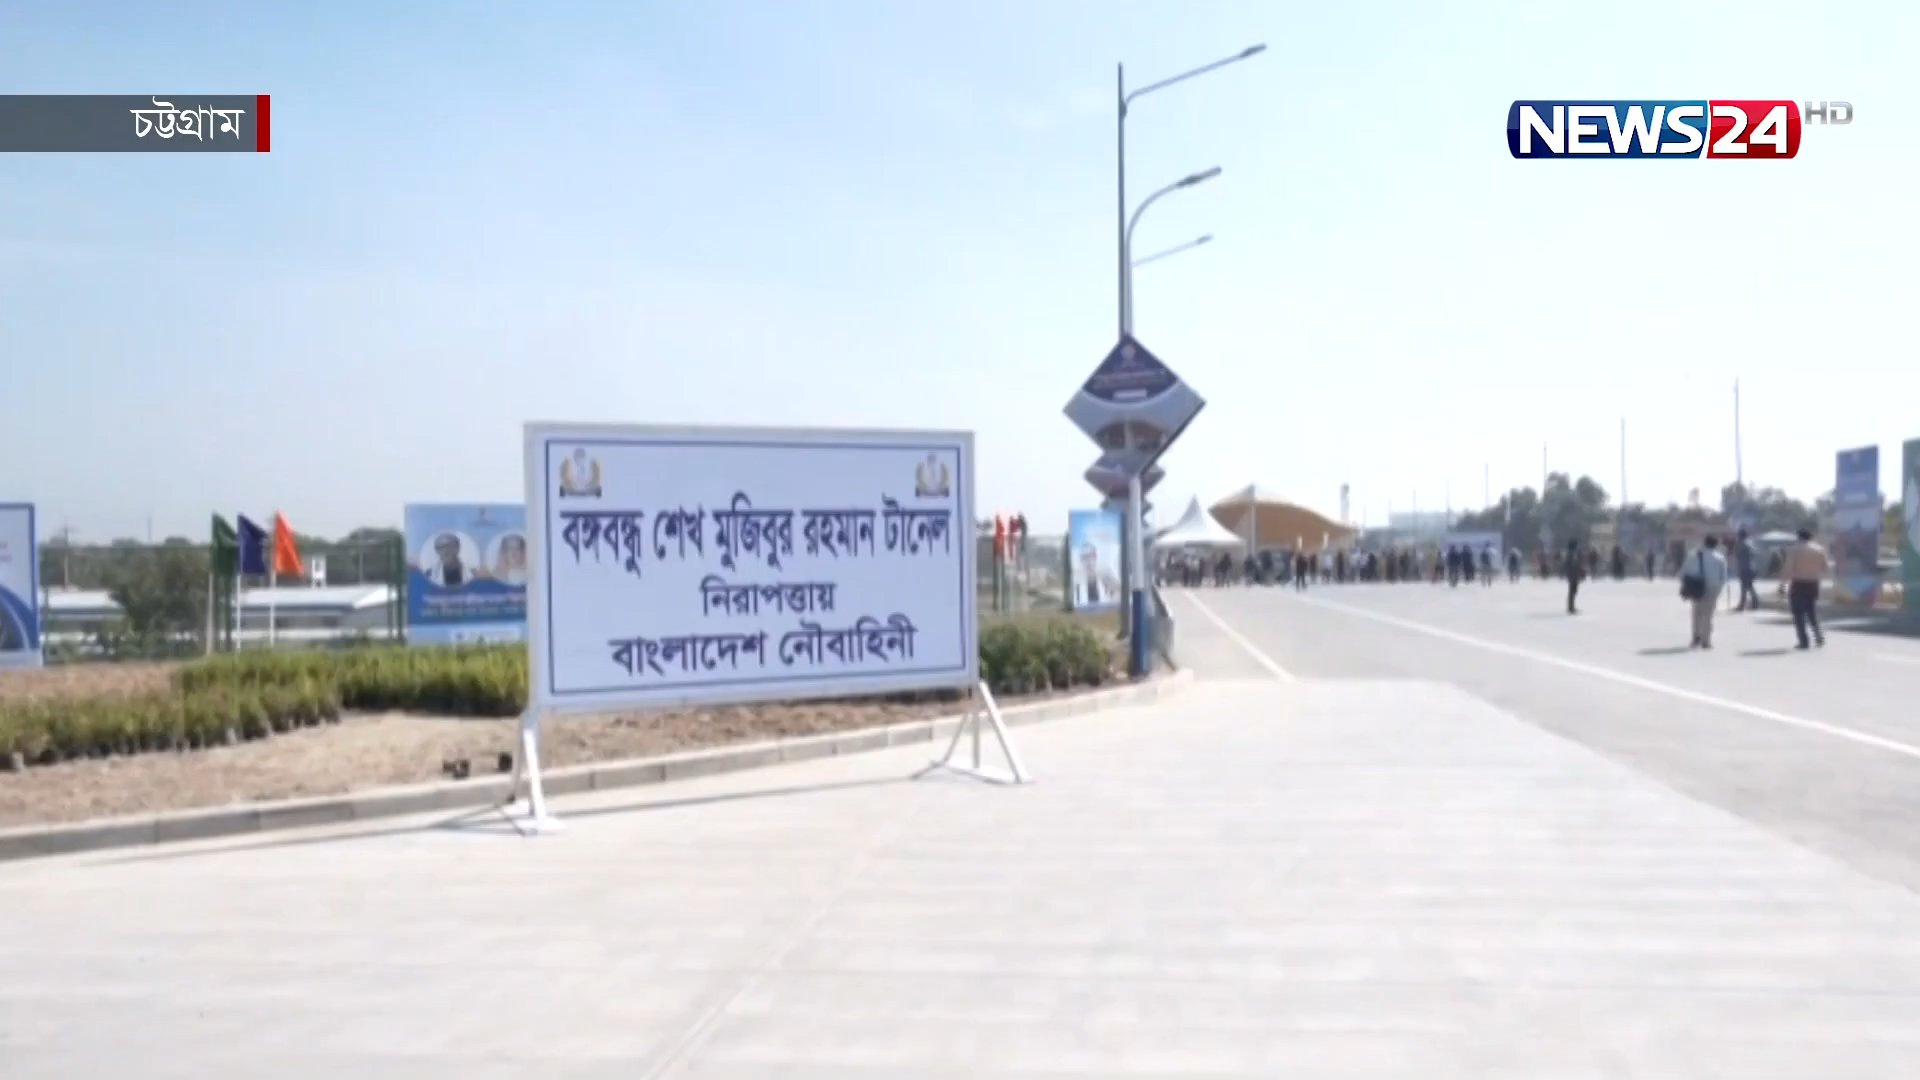 চট্টগ্রাম
NEWS24 HD
বঙ্গবন্ধু শেখ মুজিবুর রহমান টানেল
নিরাপত্তায়
বাংলাদেশ নৌবাহিনী